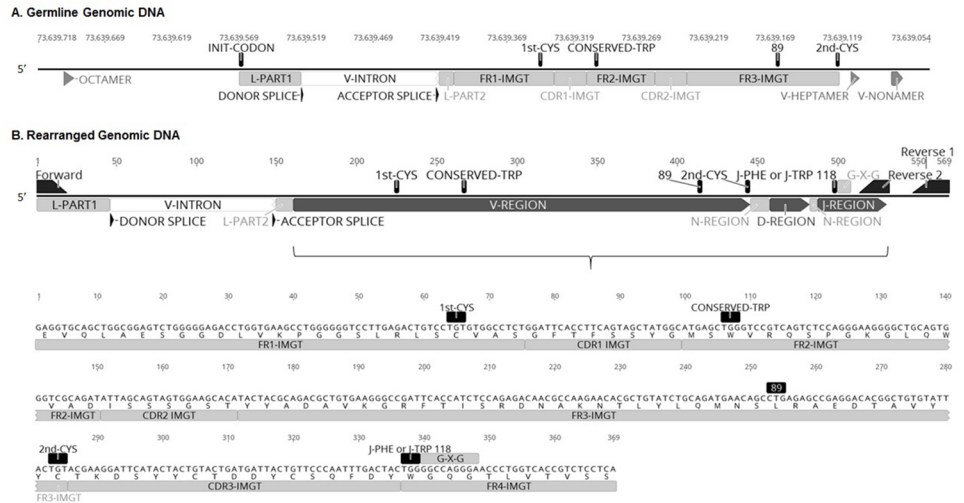 A. Germline Genomic DNA
73.639.719 73.639.669 73.639.619 73.639.569 73.639.519 73.639.469 73.639.419 73.639.369 73.639.269 73.639.219 73.639.169 73.639.119 73.639.054
INIT-CODON 1st-CYS CONSERVED-TRP 89 2nd-CYS
5′
OCTAMER L-PART1 V-INTRON FR1-IMGT FR2-IMGT FR3-IMGT
DONOR SPLICE ACCEPTOR SPLICE L-PART2 CDR1-IMGT CDR2-IMGT V-HEPTAMER V-NONAMER
B. Rearranged Genomic DNA
Reverse 1
1 50 100 150 200 250 300 350 400 450 500 550 569
Forward 1st-CYS CONSERVED-TRP 89 2nd-CYS J-PHE or J-TRP 118 G-X-G Reverse 2
5′
L-PART1 V-INTRON V-REGION J-REGION
DONOR SPLICE L-PART2 ACCEPTOR SPLICE N-REGION D-REGION N-REGION
1 10 20 30 40 50 60 70 80 90 100 110 120 130 140
1st-CYS CONSERVED-TRP
GAGGTGCAGCTGGCGGAGTCTGGGGGAGACCTGGTGAAGCCTGGGGGGTCCTTGAGACTGTCCTGTGTGGCCTCTGGATTCACCTTCAGTAGCTATGGCATGAGCTGGGTCCGTCAGTCTCCAGGGAAGGGGCTGCAGTG
E V Q L A E S G G D L V K P G G S L R L S C V A S G F T F S S Y G M S W V R Q S P G K G L Q W
FR1-IMGT CDR1 IMGT FR2-IMGT
150 160 170 180 190 200 210 220 230 240 250 260 270 280
89
GGTCGCAGATATTAGCAGTAGTGGAAGCACATACTACGCAGACGCTGTGAAGGGCCGATTCACCATCTCCAGAGACAACGCCAAGAACACGCTGTATCTGCAGATGAACAGCCTGAGAGCCGAGGACACGGCTGTGTATT
V A D I S S S G S T Y Y A D A V K G R F T I S R D N A K N T L Y L Q M N S L R A E D T A V Y Y
FR2-IMGT CDR2 IMGT FR3-IMGT
2nd-CYS 290 300 310 320 330 340 350 360 369
J-PHE or J-TRP 118 G-X-G
ACTGTACGAAGGATTCATACTACTGTACTGATGATTACTGTTCCCAATTTGACTACTGGGGCCAGGGAACCCTGGTCACCGTCTCCTCA
Y C T K D S Y Y C T D D Y C S Q F D Y W G Q G T L V T V S S
FR3-IMGT CDR3-IMGT FR4-IMGT